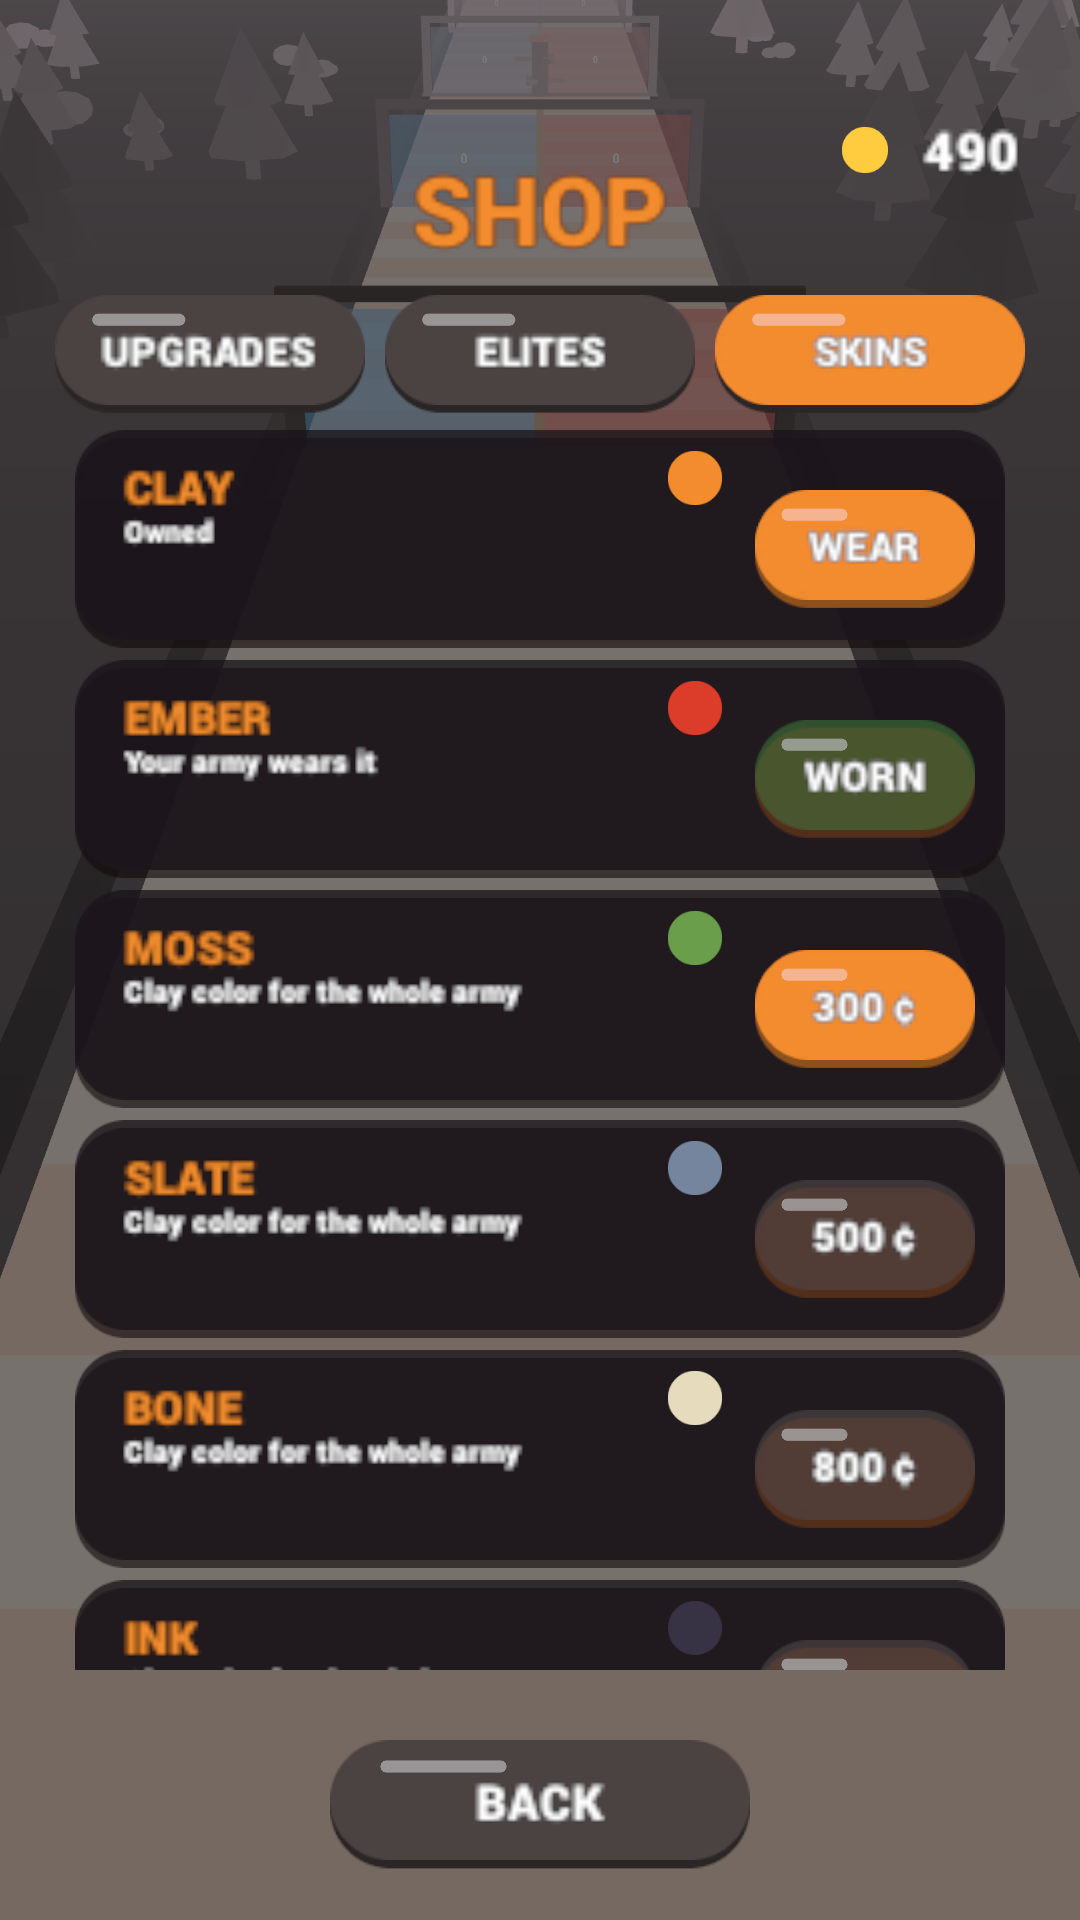 490
SHOP
UPGRADES
ELITES
SKINS
CLAY
Owned
WEAR
EMBER
Your army wears it
WORN
MOSS
Clay color for the whole army
300 ¢
SLATE
Clay color for the whole army
500 ¢
BONE
Clay color for the whole army
800 ¢
INK
BACK